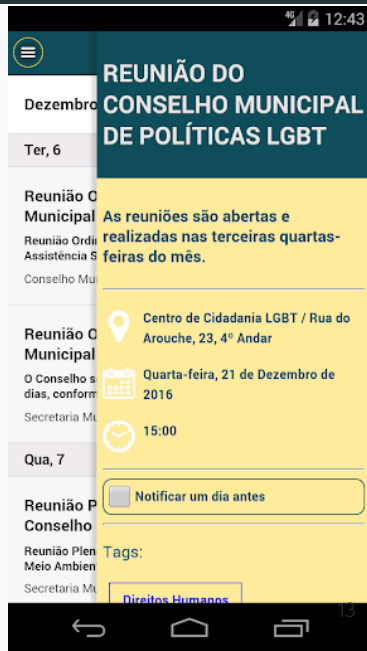 4G 12:43
REUNIÃO DO
CONSELHO MUNICIPAL
DE POLÍTICAS LGBT
As reuniões são abertas e
realizadas nas terceiras quartas-
feiras do mês.
Centro de Cidadania LGBT / Rua do
Arouche, 23, 4º Andar
Quarta-feira, 21 de Dezembro de
2016
15:00
Notificar um dia antes
Tags:
Direitos Humanos
Dezembro
Ter, 6
Reunião O
Municipal
Reunião Ordi
Assistência S
Conselho Mu
Reunião O
Municipal
O Conselho s
dias, conform
Secretaria Mu
Qua, 7
Reunião P
Conselho
Reunião Plen
Meio Ambien
Secretaria Mu
13